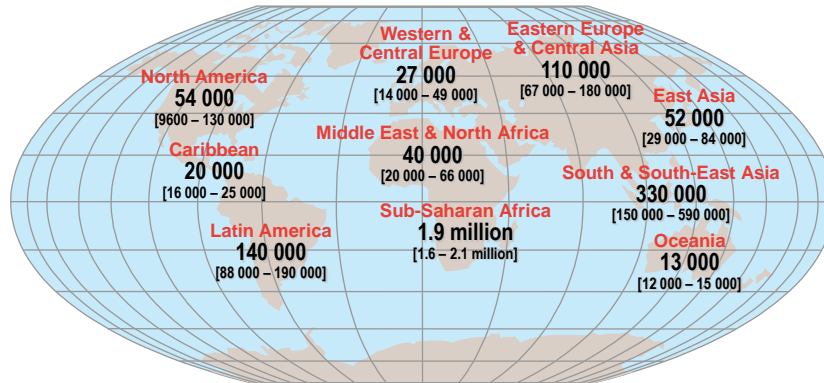 Western &
Central Europe
27 000
[14 000 – 49 000]
Eastern Europe
& Central Asia
110 000
[67 000 – 180 000]
North America
54 000
[9600 – 130 000]
East Asia
52 000
[29 000 – 84 000]
Middle East & North Africa
40 000
[20 000 – 66 000]
Caribbean
20 000
[16 000 – 25 000]
South & South-East Asia
330 000
[150 000 – 590 000]
Sub-Saharan Africa
1.9 million
[1.6 – 2.1 million]
Latin America
140 000
[88 000 – 190 000]
Oceania
13 000
[12 000 – 15 000]